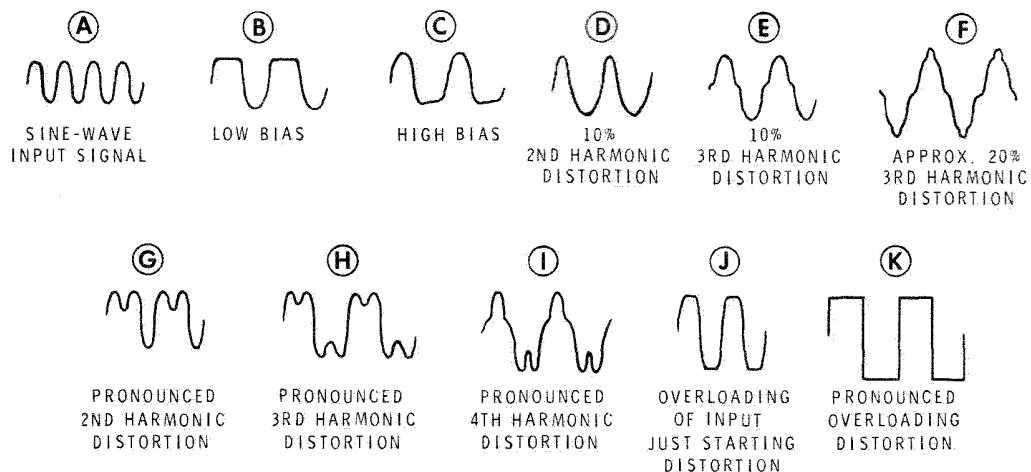 A B C D E F
SINE-WAVE
INPUT SIGNAL
LOW BIAS
HIGH BIAS
10%
2ND HARMONIC
DISTORTION
10%
3RD HARMONIC
DISTORTION
APPROX. 20%
3RD HARMONIC
DISTORTION
G H I J K
PRONOUNCED
2ND HARMONIC
DISTORTION
PRONOUNCED
3RD HARMONIC
DISTORTION
PRONOUNCED
4TH HARMONIC
DISTORTION
OVERLOADING
OF INPUT
JUST STARTING
DISTORTION
PRONOUNCED
OVERLOADING
DISTORTION